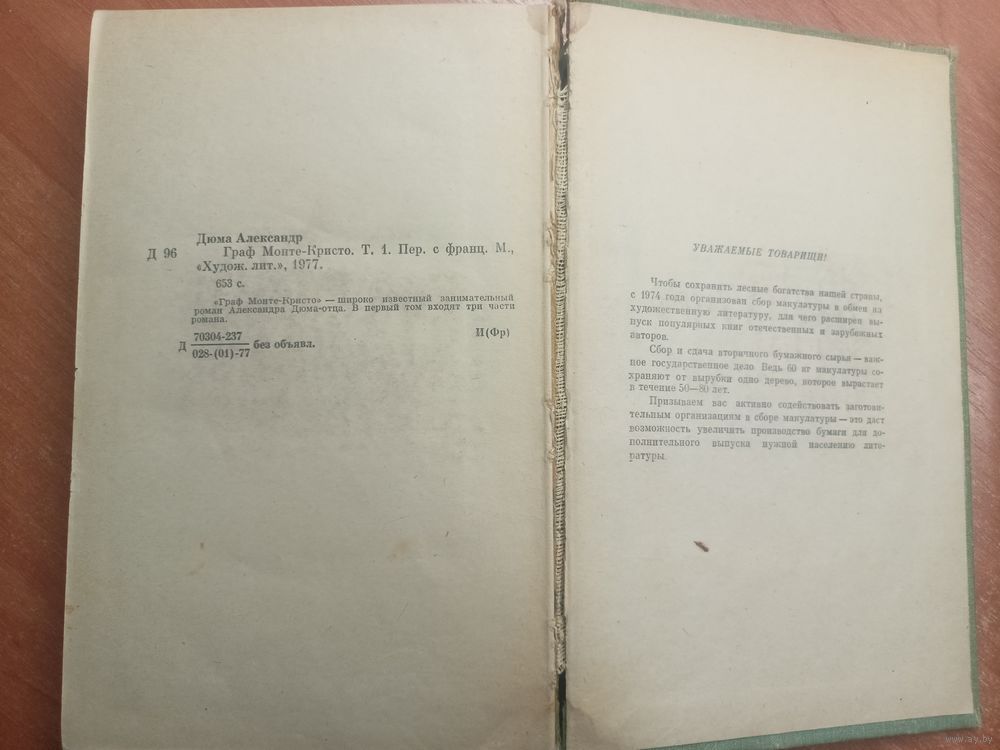 Дюма Александр
Д 96 Граф Монте-Кристо. Т. 1. Пер. с франц. М.,
«Худож. лит.», 1977.
653 с.
«Граф Монте-Кристо» — широко известный занимательный
роман Александра Дюма-отца. В первый том входят три части
романа.
Д 70304-237
028-(01)-77 без объявл.
И(Фр)
УВАЖАЕМЫЕ ТОВАРИЩИ!
Чтобы сохранить лесные богатства нашей страны,
с 1974 года организован сбор макулатуры в обмен на
художественную литературу, для чего расширен вы-
пуск популярных книг отечественных и зарубежных
авторов.
Сбор и сдача вторичного бумажного сырья — важ-
ное государственное дело Ведь 60 кг макулатуры со-
храняют от вырубки одно дерево, которое вырастает
в течение 50—80 лет.
Призываем вас активно содействовать заготови-
тельным организациям в сборе макулатуры — это даст
возможность увеличить производство бумаги для до-
полнительного выпуска нужной населению лите-
ратуры.
www.ay.by